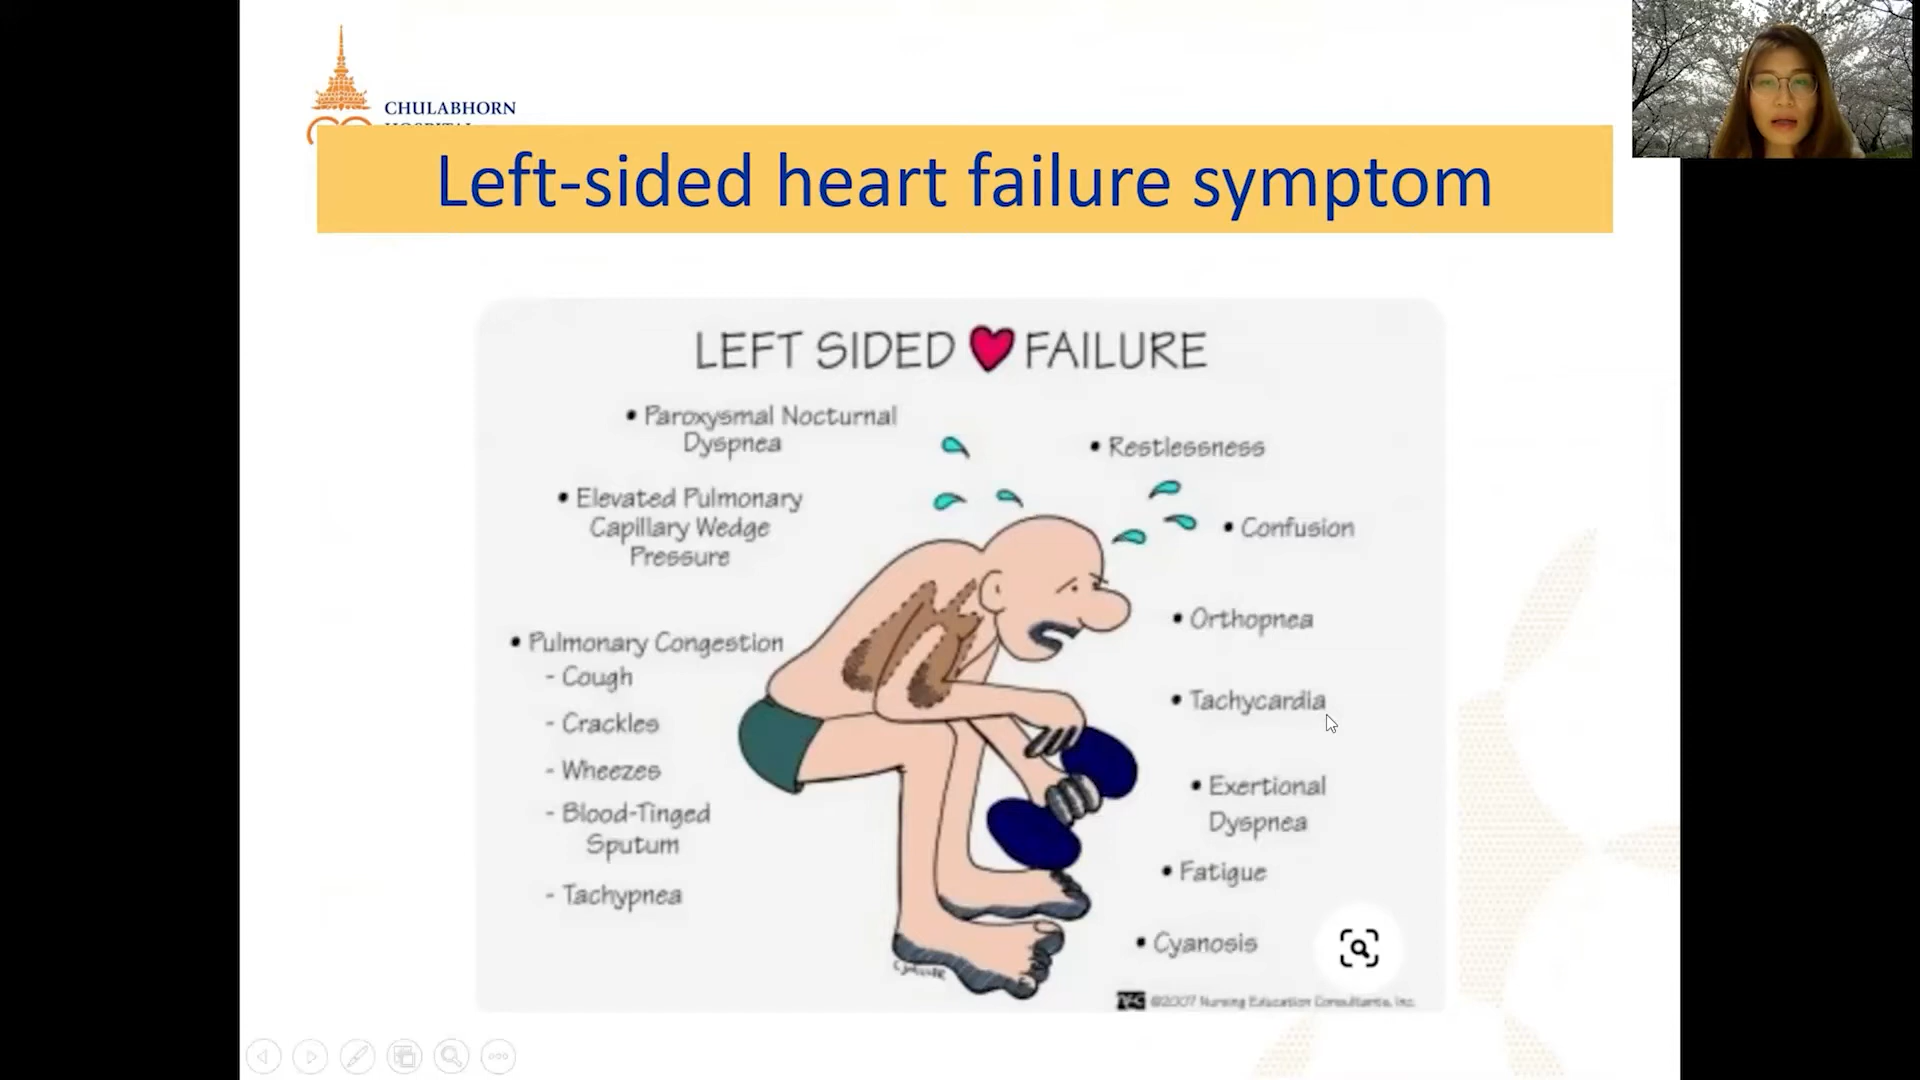 CHULABHORN
Left-sided heart failure symptom
LEFT SIDED FAILURE
• Paroxysmal Nocturnal
Dyspnea
• Elevated Pulmonary
Capillary Wedge
Pressure
• Pulmonary Congestion
- Cough
- Crackles
- Wheezes
- Blood-Tinged
Sputum
- Tachypnea
• Restlessness
• Confusion
• Orthopnea
• Tachycardia
• Exertional
Dyspnea
• Fatigue
• Cyanosis
©2007 Nursing Education Consultants, Inc.